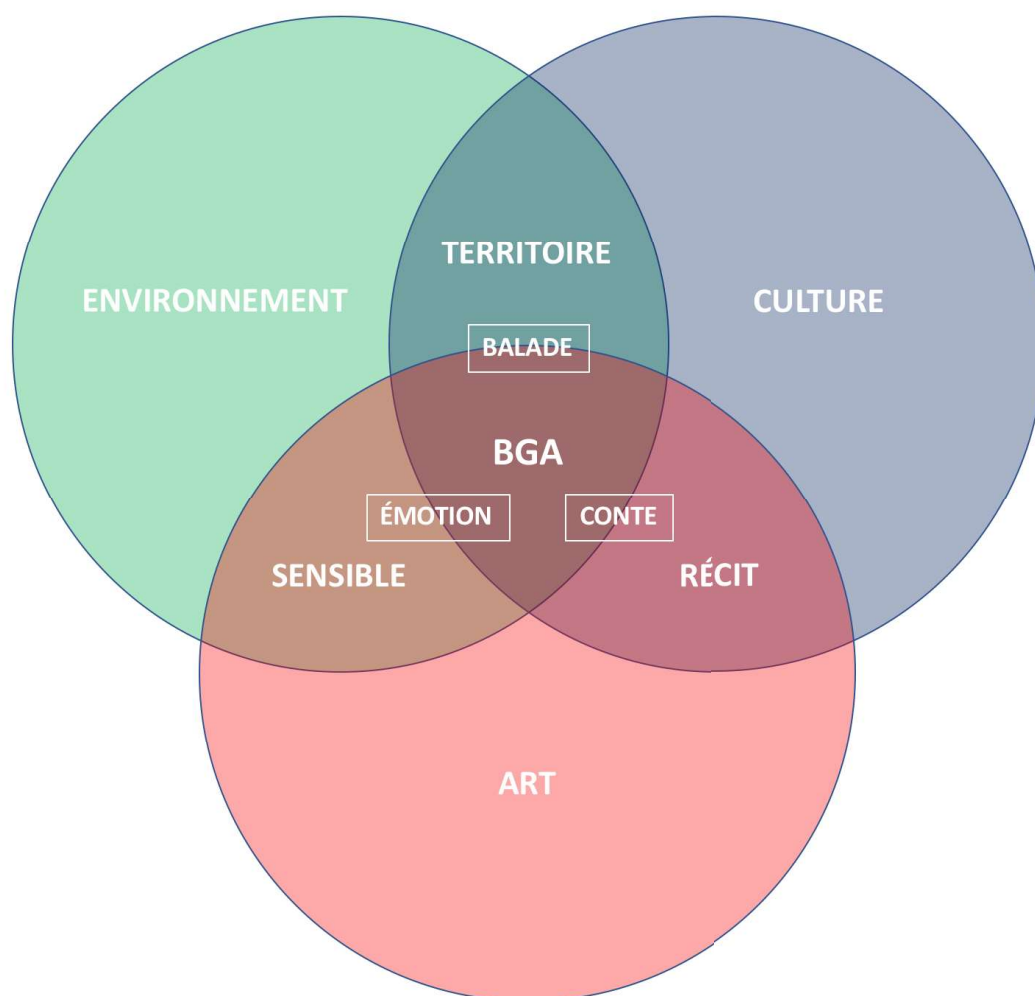 TERRITOIRE
ENVIRONNEMENT
CULTURE
BALADE
BGA
ÉMOTION
CONTE
SENSIBLE
RÉCIT
ART